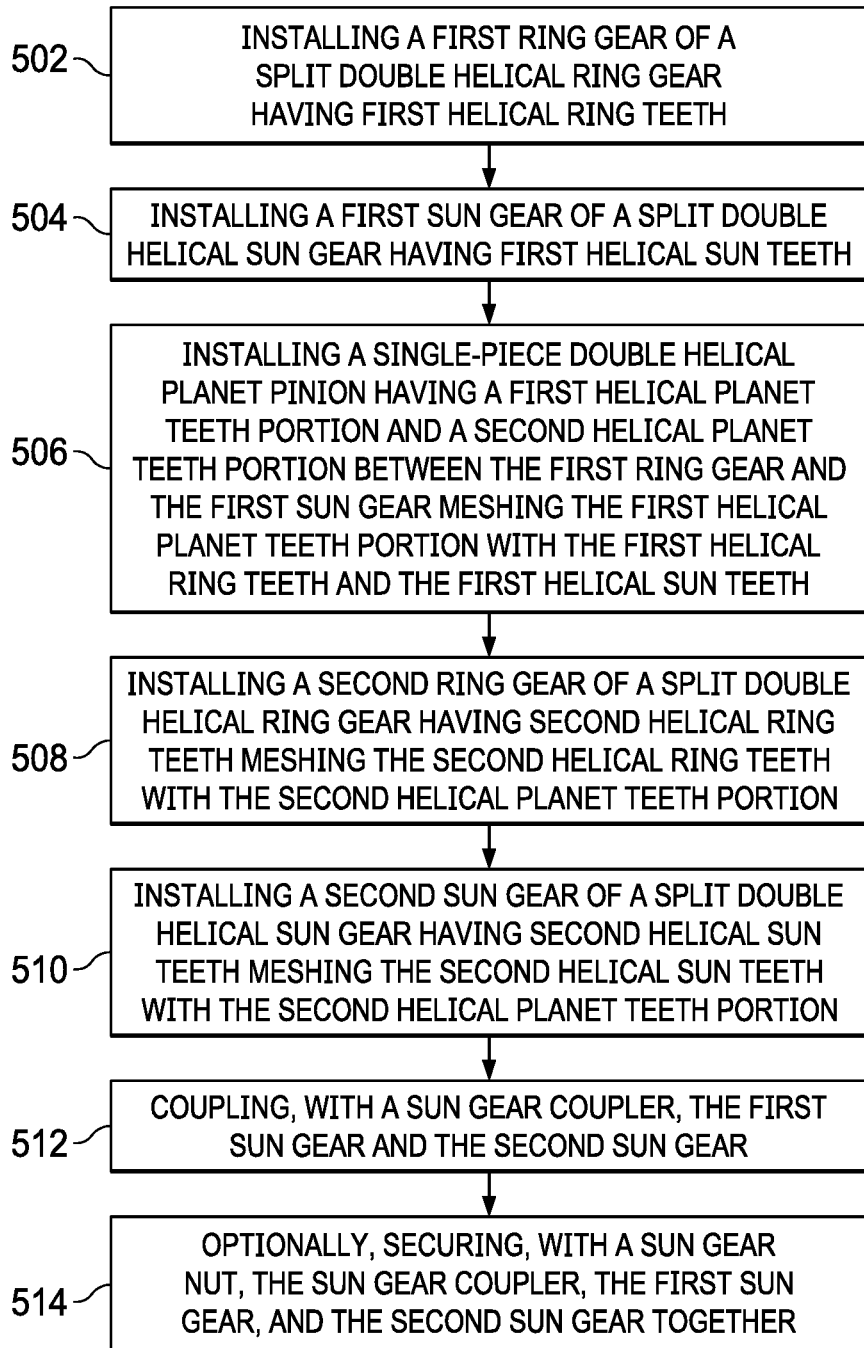 502
INSTALLING A FIRST RING GEAR OF A
SPLIT DOUBLE HELICAL RING GEAR
HAVING FIRST HELICAL RING TEETH
504
INSTALLING A FIRST SUN GEAR OF A SPLIT DOUBLE
HELICAL SUN GEAR HAVING FIRST HELICAL SUN TEETH
506
INSTALLING A SINGLE-PIECE DOUBLE HELICAL
PLANET PINION HAVING A FIRST HELICAL PLANET
TEETH PORTION AND A SECOND HELICAL PLANET
TEETH PORTION BETWEEN THE FIRST RING GEAR AND
THE FIRST SUN GEAR MESHING THE FIRST HELICAL
PLANET TEETH PORTION WITH THE FIRST HELICAL
RING TEETH AND THE FIRST HELICAL SUN TEETH
508
INSTALLING A SECOND RING GEAR OF A SPLIT DOUBLE
HELICAL RING GEAR HAVING SECOND HELICAL RING
TEETH MESHING THE SECOND HELICAL RING TEETH
WITH THE SECOND HELICAL PLANET TEETH PORTION
510
INSTALLING A SECOND SUN GEAR OF A SPLIT DOUBLE
HELICAL SUN GEAR HAVING SECOND HELICAL SUN
TEETH MESHING THE SECOND HELICAL SUN TEETH
WITH THE SECOND HELICAL PLANET TEETH PORTION
512
COUPLING, WITH A SUN GEAR COUPLER, THE FIRST
SUN GEAR AND THE SECOND SUN GEAR
514
OPTIONALLY, SECURING, WITH A SUN GEAR
NUT, THE SUN GEAR COUPLER, THE FIRST SUN
GEAR, AND THE SECOND SUN GEAR TOGETHER